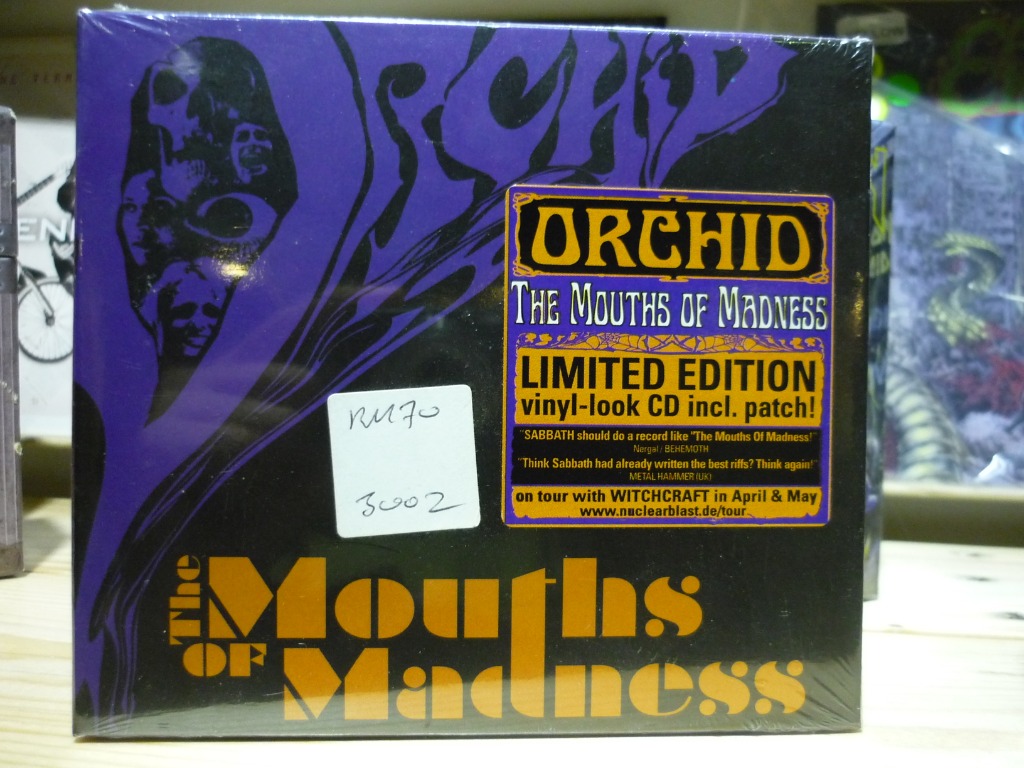 ORCHID
ORCHID
THE MOUTHS OF MADNESS
LIMITED EDITION
vinyl-look CD incl. patch!
"SABBATH should do a record like "The Mouths Of Madness!"
Nergal / BEHEMOTH
"Think Sabbath had already written the best riffs? Think again!"
METAL HAMMER (UK)
on tour with WITCHCRAFT in April & May
www.nuclearblast.de/tour
RM70
3002
The Mouths
OF Madness